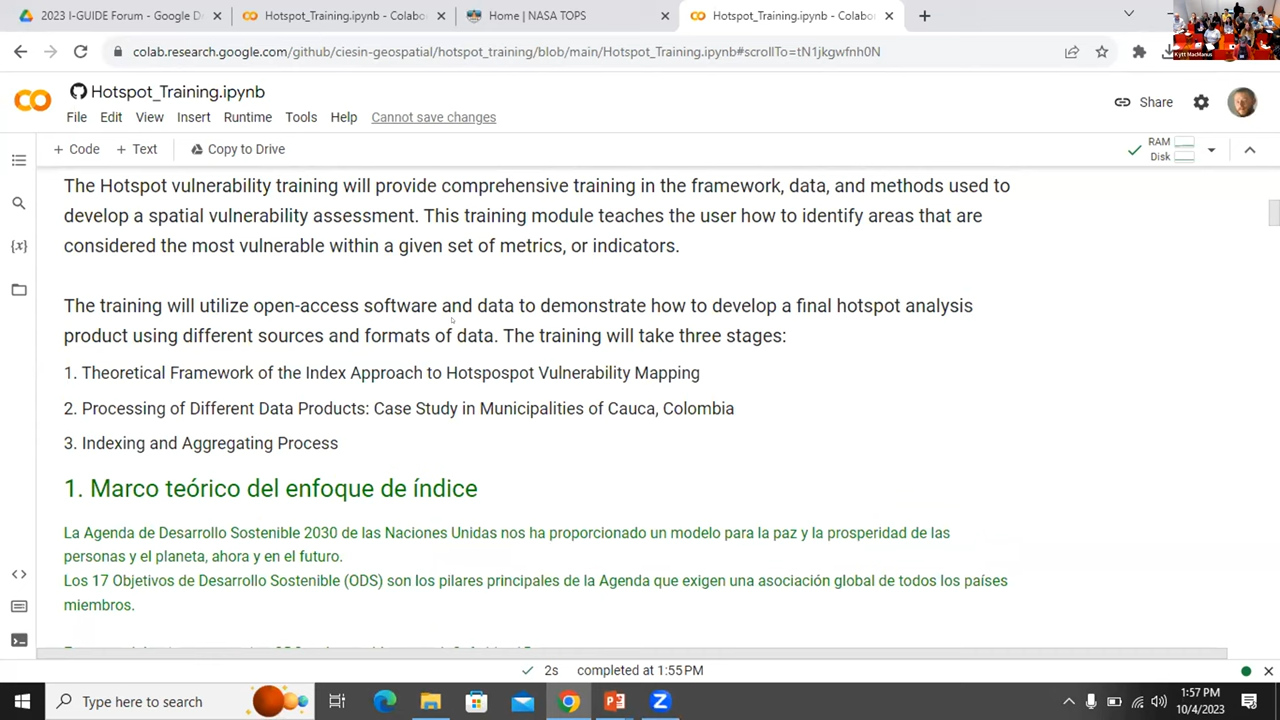 2023 I-GUIDE Forum - Google D
Hotspot_Training.ipynb - Colabo
Home | NASA TOPS
Hotspot_Training.ipynb - Colabo
colab.research.google.com/github/ciesin-geospatial/hotspot_training/blob/main/Hotspot_Training.ipynb#scrollTo=tN1jkgwfnh0N
Kytt MacManus
Hotspot_Training.ipynb
Share
File Edit View Insert Runtime Tools Help Cannot save changes
+ Code + Text Copy to Drive
RAM
Disk
The Hotspot vulnerability training will provide comprehensive training in the framework, data, and methods used to
develop a spatial vulnerability assessment. This training module teaches the user how to identify areas that are
considered the most vulnerable within a given set of metrics, or indicators.
The training will utilize open-access software and data to demonstrate how to develop a final hotspot analysis
product using different sources and formats of data. The training will take three stages:
1. Theoretical Framework of the Index Approach to Hotspospot Vulnerability Mapping
2. Processing of Different Data Products: Case Study in Municipalities of Cauca, Colombia
3. Indexing and Aggregating Process
1. Marco teórico del enfoque de índice
La Agenda de Desarrollo Sostenible 2030 de las Naciones Unidas nos ha proporcionado un modelo para la paz y la prosperidad de las
personas y el planeta, ahora y en el futuro.
Los 17 Objetivos de Desarrollo Sostenible (ODS) son los pilares principales de la Agenda que exigen una asociación global de todos los países
miembros.
2s completed at 1:55PM
Type here to search
1:57 PM
10/4/2023